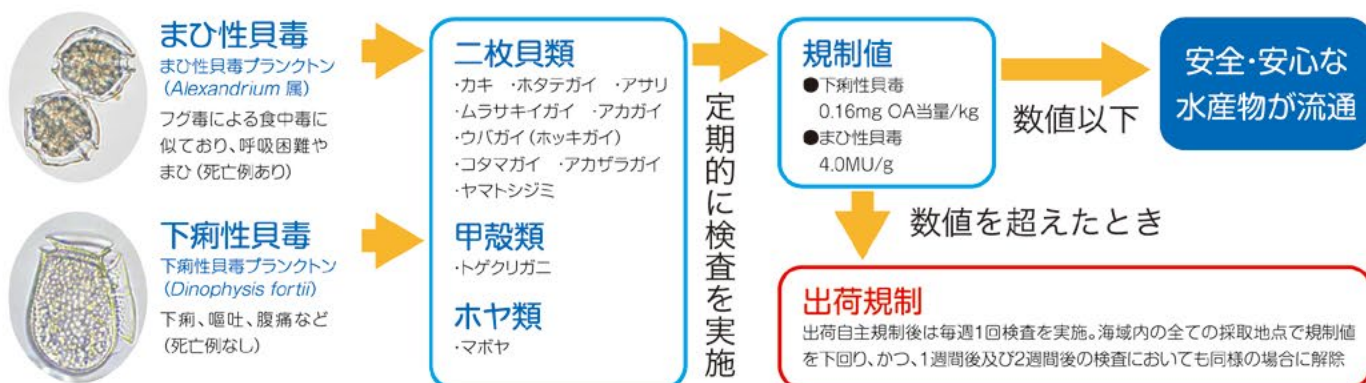 まひ性貝毒
まひ性貝毒プランクトン
（Alexandrium 属）
フグ毒による食中毒に
似ており、呼吸困難や
まひ（死亡例あり）
下痢性貝毒
下痢性貝毒プランクトン
（Dinophysis fortii）
下痢、嘔吐、腹痛など
（死亡例なし）
二枚貝類
・カキ ・ホタテガイ ・アサリ
・ムラサキイガイ ・アカガイ
・ウバガイ（ホッキガイ）
・コタマガイ ・アカザラガイ
・ヤマトシジミ
甲殻類
・トゲクリガニ
ホヤ類
・マボヤ
定期的に検査を実施
規制値
●下痢性貝毒
0.16mg OA当量/kg
●まひ性貝毒
4.0MU/g
数値以下
安全・安心な
水産物が流通
数値を超えたとき
出荷規制
出荷自主規制後は毎週1回検査を実施。海域内の全ての採取地点で規制値
を下回り、かつ、1週間後及び2週間後の検査においても同様の場合に解除